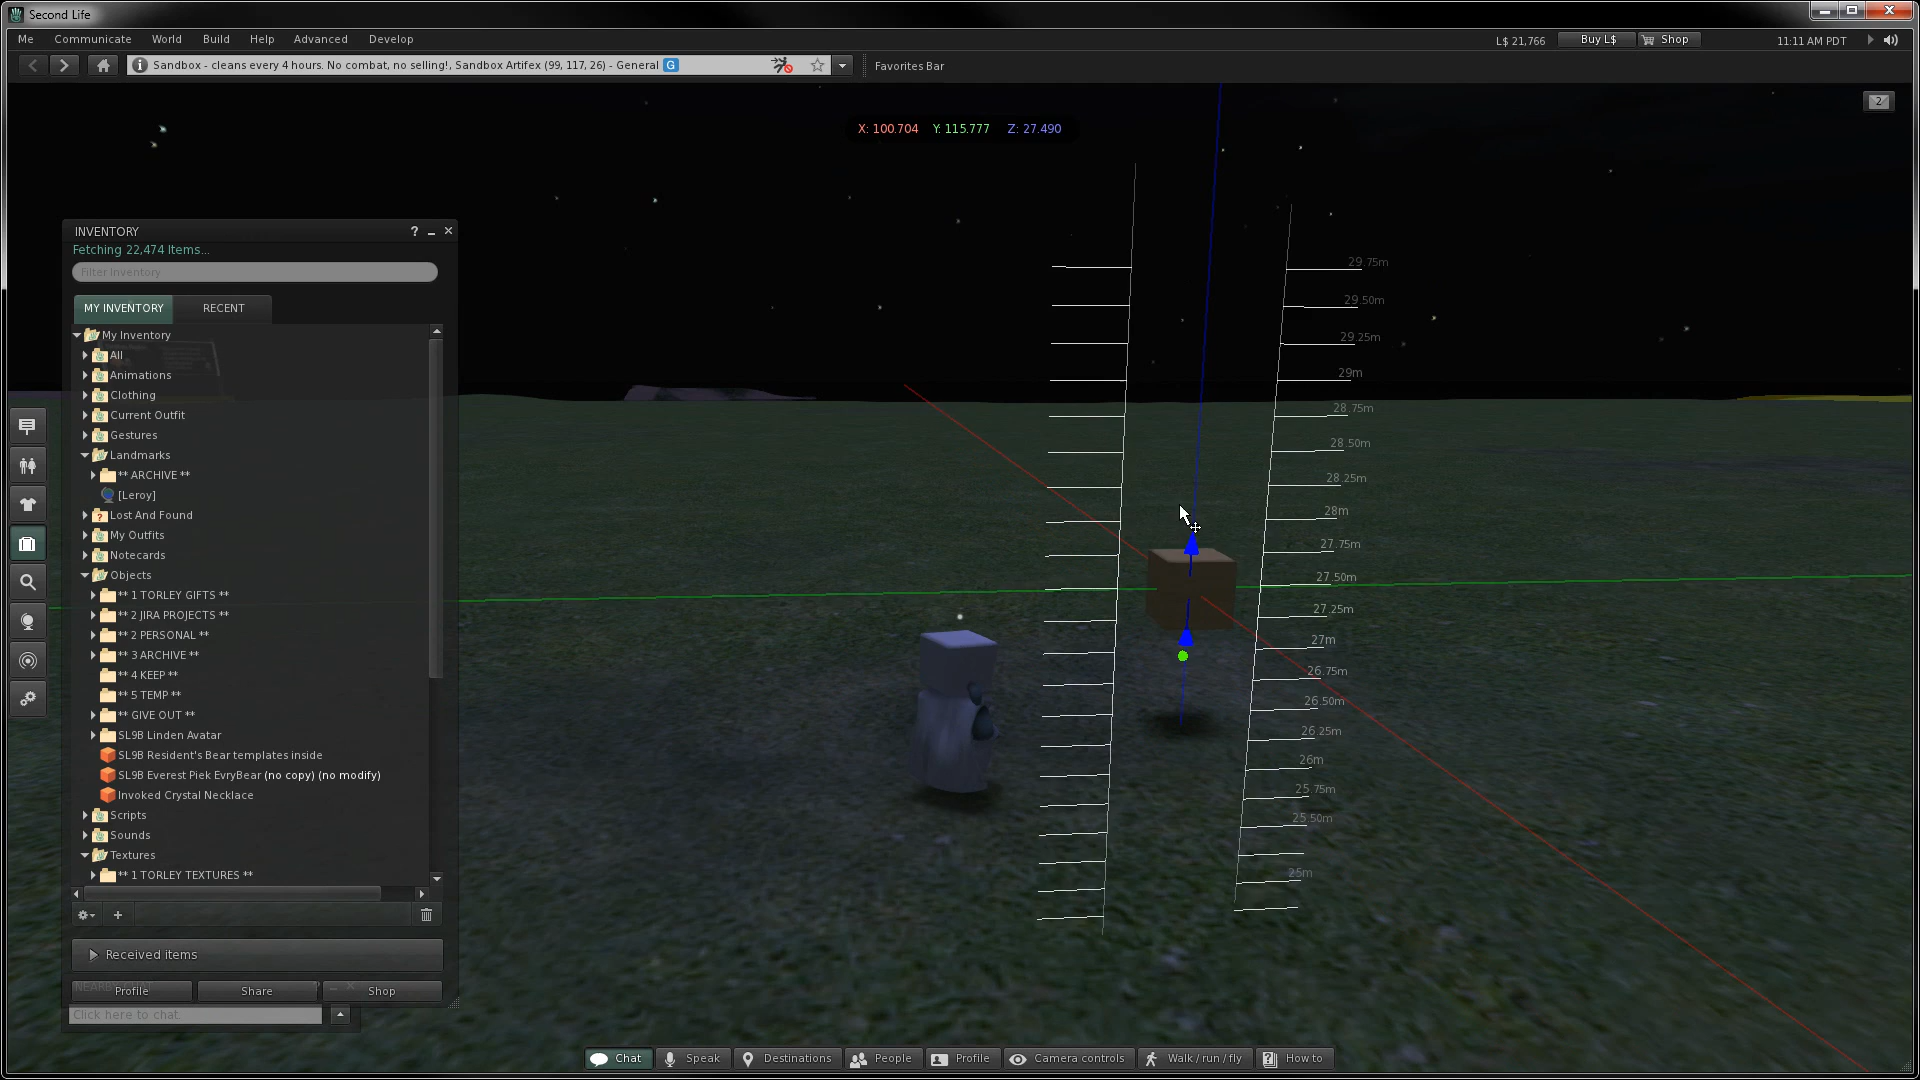 Second Life
Me Communicate World Build Help Advanced Develop
L$ 21,766 Buy L$ Shop 11:11 AM PDT
Sandbox - cleans every 4 hours. No combat, no selling!, Sandbox Artifex (99, 117, 26) - General G
Favorites Bar
2
X: 100.704 Y: 115.777 Z: 27.490
INVENTORY ?
Fetching 22,474 Items...
Filter Inventory
MY INVENTORY RECENT
My Inventory
All
Animations
Clothing
Current Outfit
Gestures
Landmarks
** ARCHIVE **
[Leroy]
Lost And Found
My Outfits
Notecards
Objects
** 1 TORLEY GIFTS **
** 2 JIRA PROJECTS **
** 2 PERSONAL **
** 3 ARCHIVE **
** 4 KEEP **
** 5 TEMP **
** GIVE OUT **
SL9B Linden Avatar
SL9B Resident's Bear templates inside
SL9B Everest Piek EvryBear (no copy) (no modify)
Invoked Crystal Necklace
Scripts
Sounds
Textures
** 1 TORLEY TEXTURES **
Received items
Profile Share Shop
Click here to chat.
29.75m
29.50m
29.25m
29m
28.75m
28.50m
28.25m
28m
27.75m
27.50m
27.25m
27m
26.75m
26.50m
26.25m
26m
25.75m
25.50m
25m
Chat Speak Destinations People Profile Camera controls Walk / run / fly How to